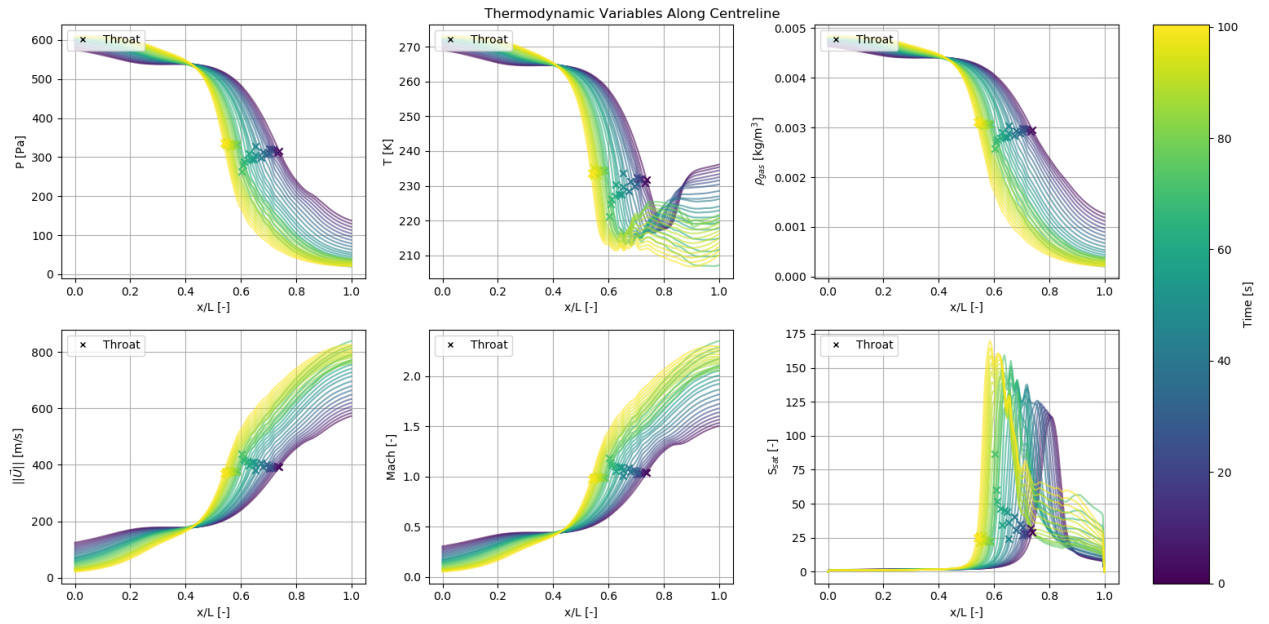 Thermodynamic Variables Along Centreline
P [Pa]
600
500
400
300
200
100
0
Throat
0.0 0.2 0.4 0.6 0.8 1.0
x/L [-]
T [K]
270
260
250
240
230
220
210
Throat
0.0 0.2 0.4 0.6 0.8 1.0
x/L [-]
ρgas [kg/m³]
0.005
0.004
0.003
0.002
0.001
0.000
Throat
0.0 0.2 0.4 0.6 0.8 1.0
x/L [-]
||U⃗|| [m/s]
800
600
400
200
0
Throat
0.0 0.2 0.4 0.6 0.8 1.0
x/L [-]
Mach [-]
2.0
1.5
1.0
0.5
0.0
Throat
0.0 0.2 0.4 0.6 0.8 1.0
x/L [-]
Ssat [-]
175
150
125
100
75
50
25
0
Throat
0.0 0.2 0.4 0.6 0.8 1.0
x/L [-]
100
80
60
40
20
0
Time [s]